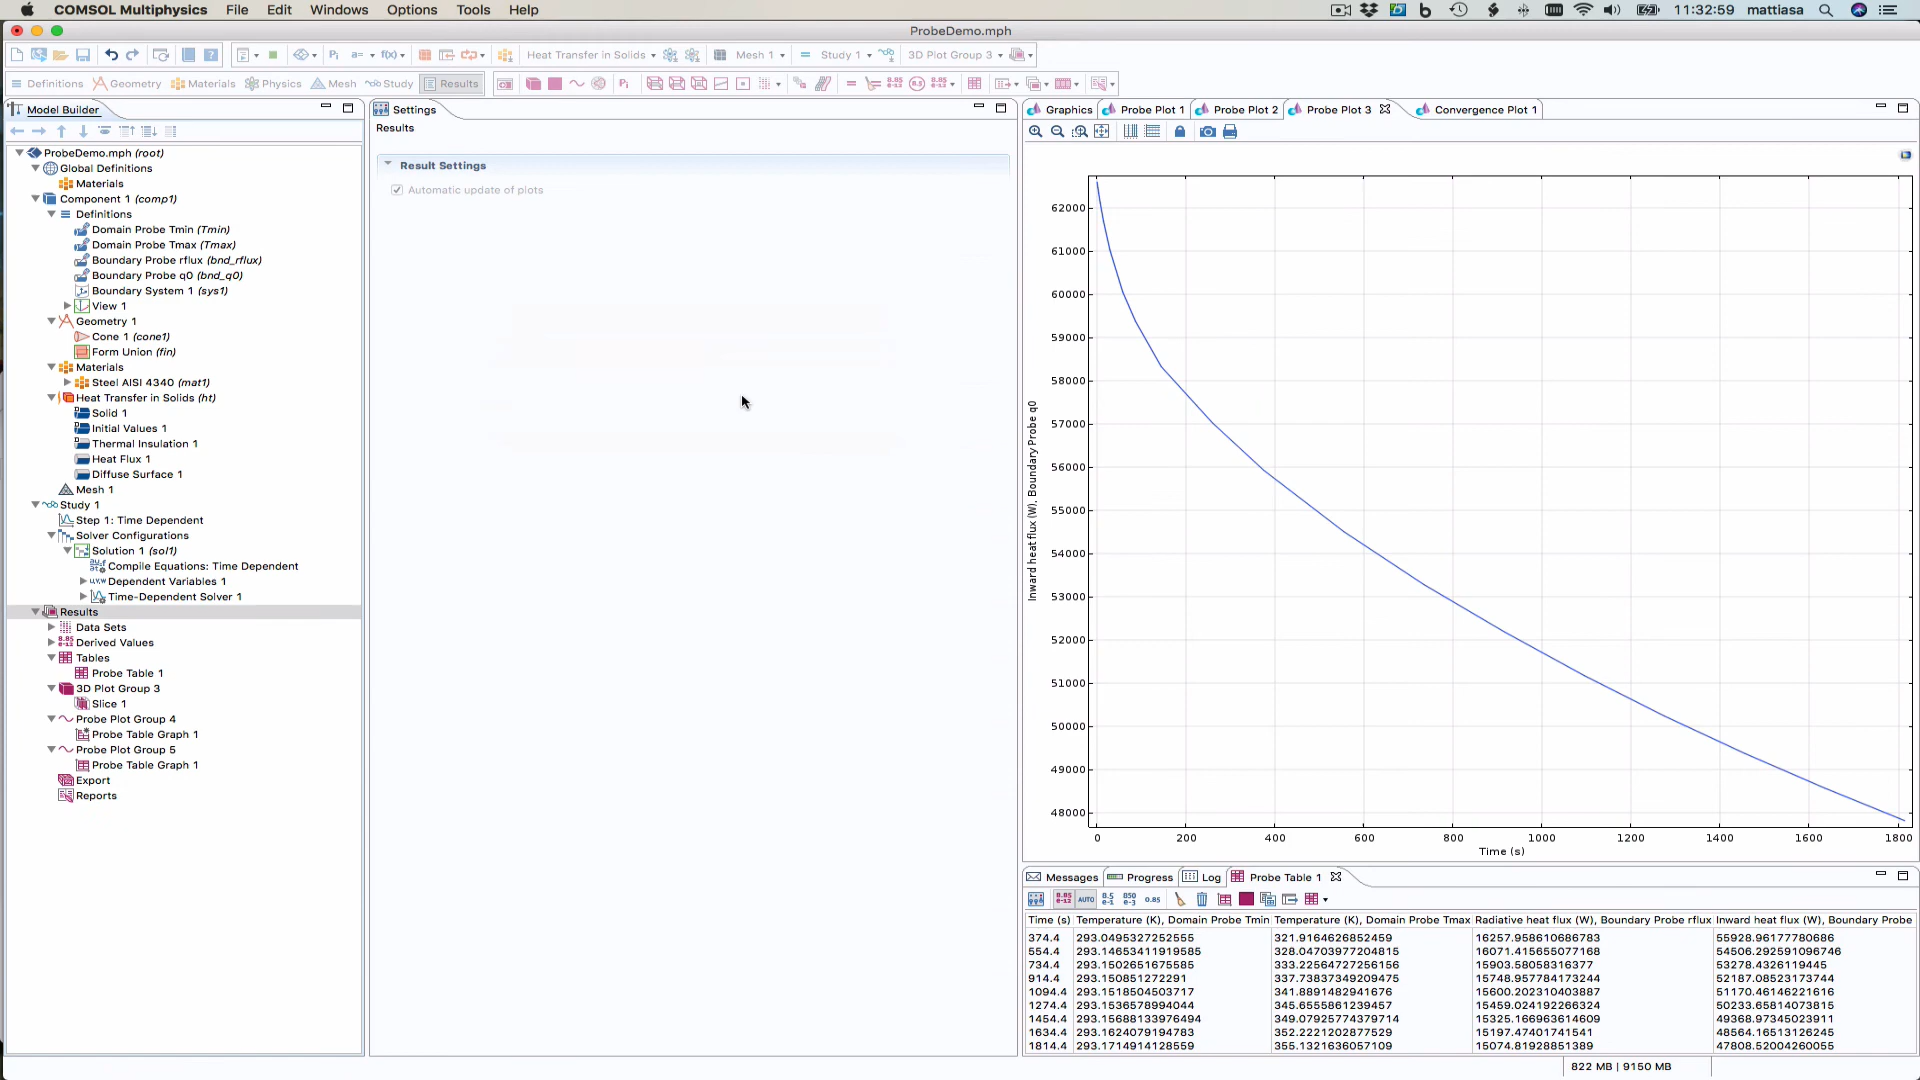 COMSOL Multiphysics File Edit Windows Options Tools Help 11:32:59 mattiasa
ProbeDemo.mph
Pi a= f(x) Heat Transfer in Solids Mesh 1 = Study 1 3D Plot Group 3
Definitions Geometry Materials Physics Mesh Study Results Pi
Model Builder
ProbeDemo.mph (root)
Global Definitions
Materials
Component 1 (comp1)
Definitions
Domain Probe Tmin (Tmin)
Domain Probe Tmax (Tmax)
Boundary Probe rflux (bnd_rflux)
Boundary Probe q0 (bnd_q0)
Boundary System 1 (sys1)
View 1
Geometry 1
Cone 1 (cone1)
Form Union (fin)
Materials
Steel AISI 4340 (mat1)
Heat Transfer in Solids (ht)
Solid 1
Initial Values 1
Thermal Insulation 1
Heat Flux 1
Diffuse Surface 1
Mesh 1
Study 1
Step 1: Time Dependent
Solver Configurations
Solution 1 (sol1)
Compile Equations: Time Dependent
Dependent Variables 1
Time-Dependent Solver 1
Results
Data Sets
Derived Values
Tables
Probe Table 1
3D Plot Group 3
Slice 1
Probe Plot Group 4
Probe Table Graph 1
Probe Plot Group 5
Probe Table Graph 1
Export
Reports
Settings
Results
Result Settings
Automatic update of plots
Graphics Probe Plot 1 Probe Plot 2 Probe Plot 3 Convergence Plot 1
62000
61000
60000
59000
58000
57000
56000
55000
54000
53000
52000
51000
50000
49000
48000
Inward heat flux (W), Boundary Probe q0
0 200 400 600 800 1000 1200 1400 1600 1800
Time (s)
Messages Progress Log Probe Table 1
8.85 e-12 AUTO 8.5 e-1 850 e-3 0.85
Time (s) Temperature (K), Domain Probe Tmin Temperature (K), Domain Probe Tmax Radiative heat flux (W), Boundary Probe rflux Inward heat flux (W), Boundary Probe
374.4 293.0495327252555 321.9164626852459 16257.958610686783 55928.96177780686
554.4 293.14653411919585 328.04703977204815 16071.415655077168 54506.292591096746
734.4 293.1502651675585 333.22564727256156 15903.58058316377 53278.4326119445
914.4 293.150851272291 337.73837349209475 15748.957784173244 52187.08523173744
1094.4 293.1518504503717 341.8891482941676 15600.202310403887 51170.46146221616
1274.4 293.1536578994044 345.6555861239457 15459.024192266324 50233.65814073815
1454.4 293.15688133976494 349.07925774379714 15325.166963614609 49368.97345023911
1634.4 293.1624079194783 352.2221202877529 15197.47401741541 48564.16513126245
1814.4 293.1714914128559 355.1321636057109 15074.81928851389 47808.52004260055
822 MB | 9150 MB